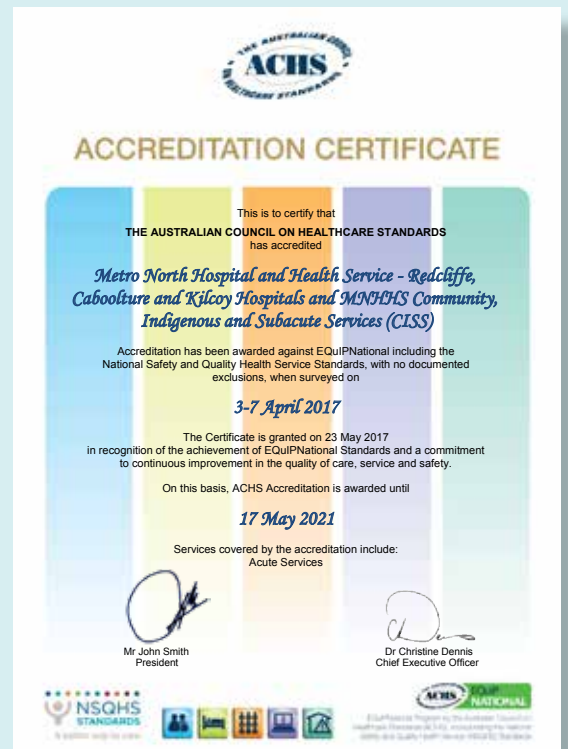 THE AUSTRALIAN COUNCIL
ACHS
ON HEALTHCARE STANDARDS
ACCREDITATION CERTIFICATE
This is to certify that
THE AUSTRALIAN COUNCIL ON HEALTHCARE STANDARDS
has accredited
Metro North Hospital and Health Service - Redcliffe,
Caboolture and Kilcoy Hospitals and MNHHS Community,
Indigenous and Subacute Services (CISS)
Accreditation has been awarded against EQuIPNational including the
National Safety and Quality Health Service Standards, with no documented
exclusions, when surveyed on
3-7 April 2017
The Certificate is granted on 23 May 2017
in recognition of the achievement of EQuIPNational Standards and a commitment
to continuous improvement in the quality of care, service and safety.
On this basis, ACHS Accreditation is awarded until
17 May 2021
Services covered by the accreditation include:
Acute Services
Mr John Smith
President
Dr Christine Dennis
Chief Executive Officer
NSQHS
STANDARDS
ACHS
EQUIP
NATIONAL